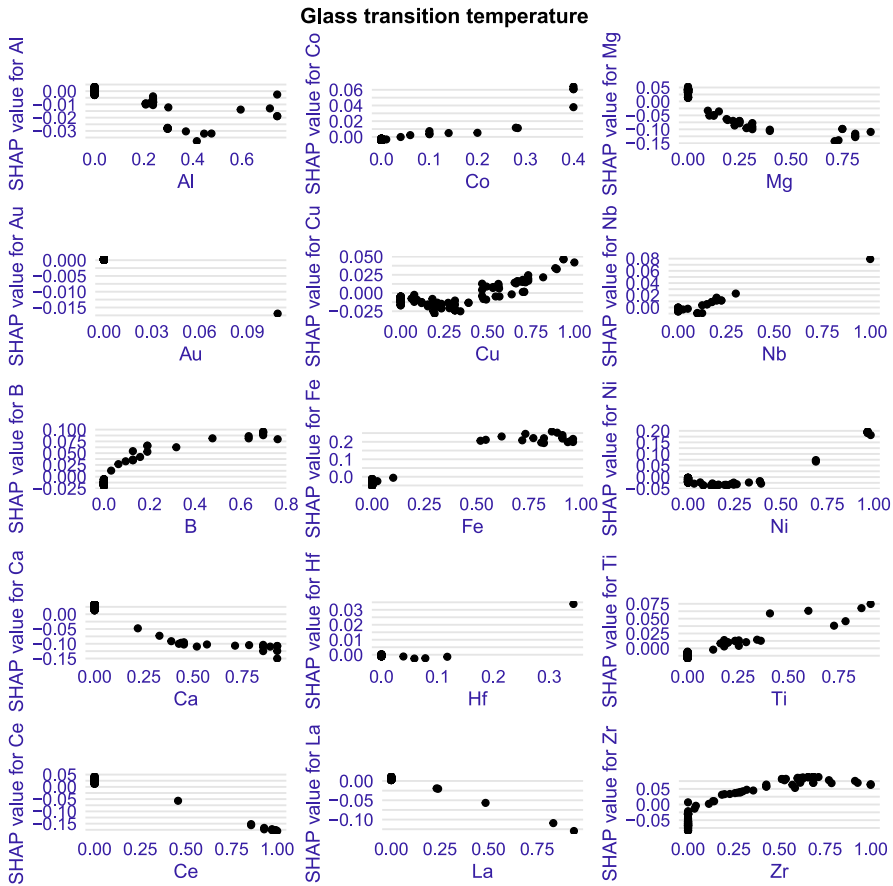 Glass transition temperature
SHAP value for Al
0.00
−0.01
−0.02
−0.03
0.0 0.2 0.4 0.6
Al
SHAP value for Co
0.06
0.04
0.02
0.00
0.0 0.1 0.2 0.3 0.4
Co
SHAP value for Mg
0.05
0.00
−0.05
−0.10
−0.15
0.00 0.25 0.50 0.75
Mg
SHAP value for Au
0.000
−0.005
−0.010
−0.015
0.00 0.03 0.06 0.09
Au
SHAP value for Cu
0.050
0.025
0.000
−0.025
0.00 0.25 0.50 0.75 1.00
Cu
SHAP value for Nb
0.08
0.06
0.04
0.02
0.00
0.00 0.25 0.50 0.75 1.00
Nb
SHAP value for B
0.100
0.075
0.050
0.025
0.000
−0.025
0.0 0.2 0.4 0.6 0.8
B
SHAP value for Fe
0.2
0.1
0.0
0.00 0.25 0.50 0.75 1.00
Fe
SHAP value for Ni
0.20
0.15
0.10
0.05
0.00
−0.05
0.00 0.25 0.50 0.75 1.00
Ni
SHAP value for Ca
0.00
−0.05
−0.10
−0.15
0.00 0.25 0.50 0.75
Ca
SHAP value for Hf
0.03
0.02
0.01
0.00
0.0 0.1 0.2 0.3
Hf
SHAP value for Ti
0.075
0.050
0.025
0.000
0.00 0.25 0.50 0.75
Ti
SHAP value for Ce
0.05
0.00
−0.05
−0.10
−0.15
0.00 0.25 0.50 0.75 1.00
Ce
SHAP value for La
0.00
−0.05
−0.10
0.00 0.25 0.50 0.75
La
SHAP value for Zr
0.05
0.00
−0.05
0.00 0.25 0.50 0.75 1.00
Zr